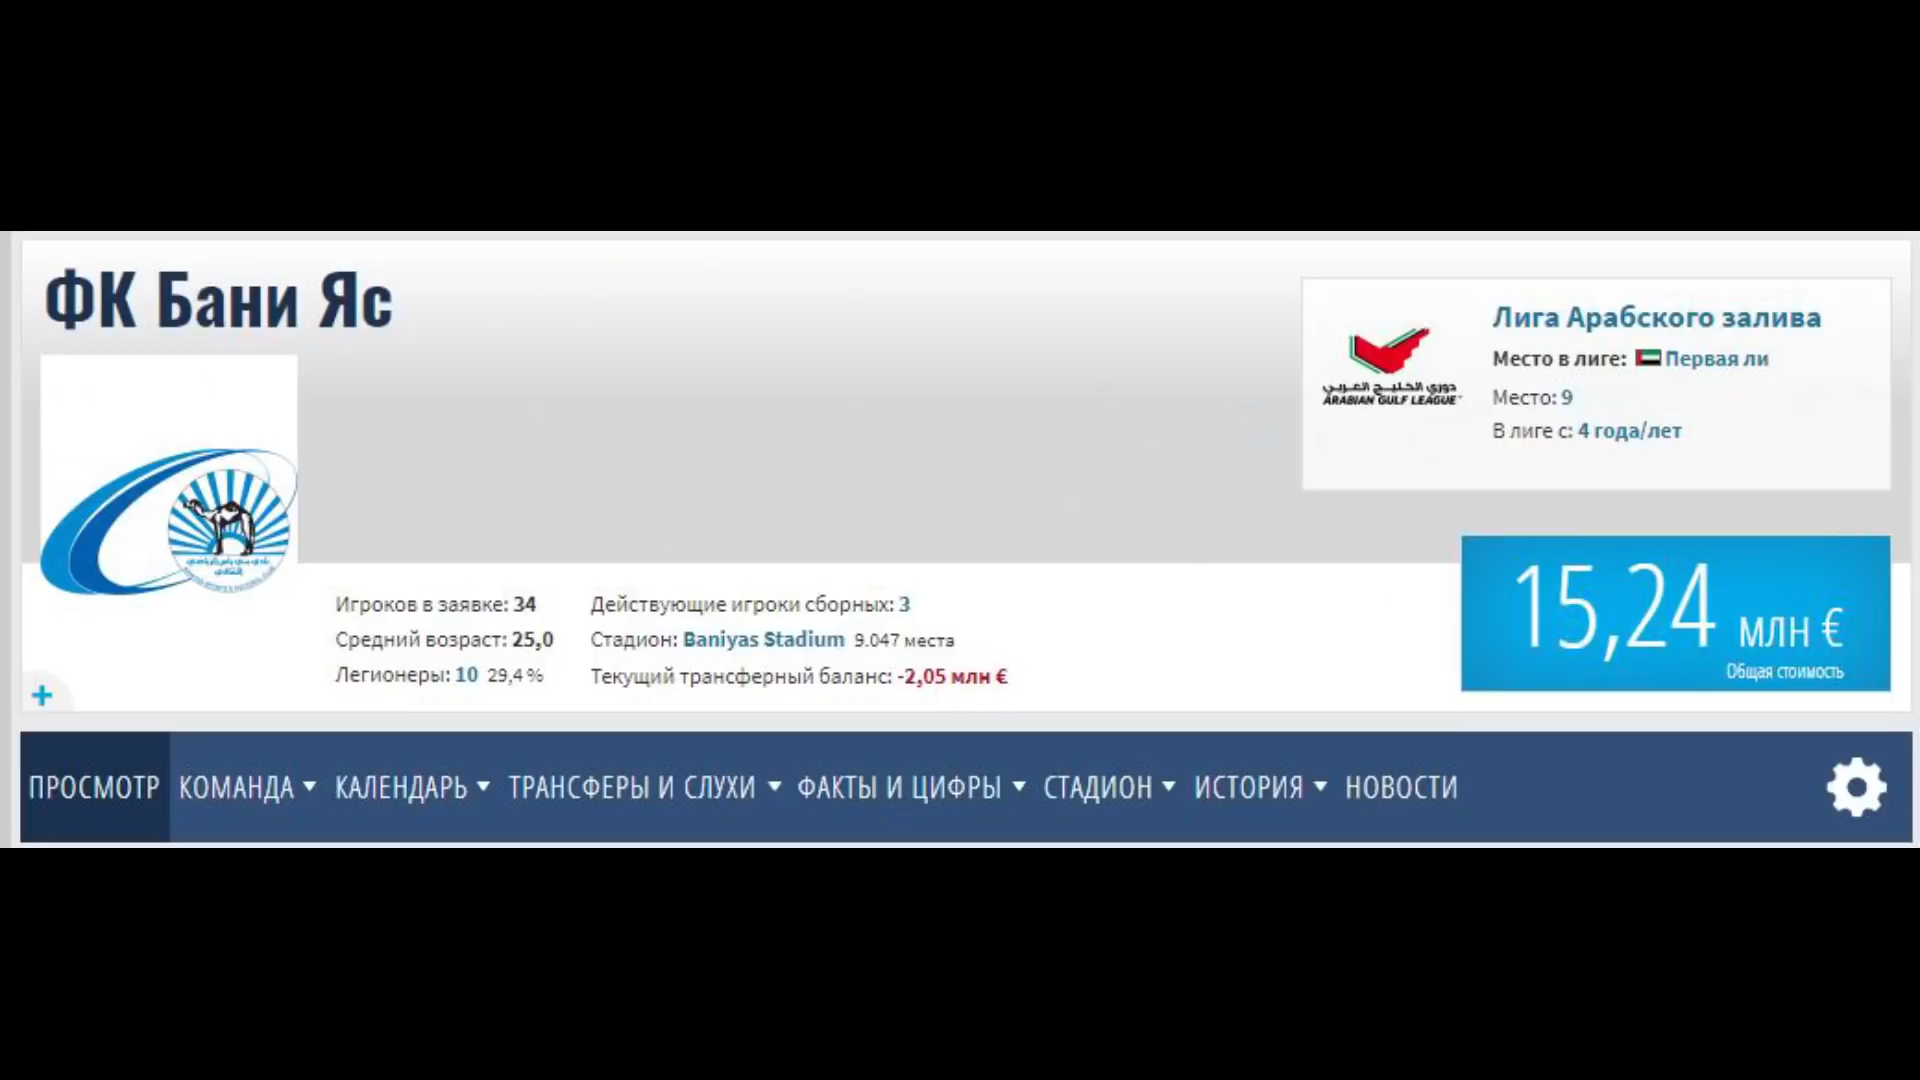 ФК Бани Яс
دوري الخليج العربي
ARABIAN GULF LEAGUE
Лига Арабского залива
Место в лиге: Первая ли
Место: 9
В лиге с: 4 года/лет
Игроков в заявке: 34
Средний возраст: 25,0
Легионеры: 10 29,4 %
Действующие игроки сборных: 3
Стадион: Baniyas Stadium 9.047 места
Текущий трансферный баланс: -2,05 млн €
15,24 млн €
Общая стоимость
+
ПРОСМОТР КОМАНДА КАЛЕНДАРЬ ТРАНСФЕРЫ И СЛУХИ ФАКТЫ И ЦИФРЫ СТАДИОН ИСТОРИЯ НОВОСТИ